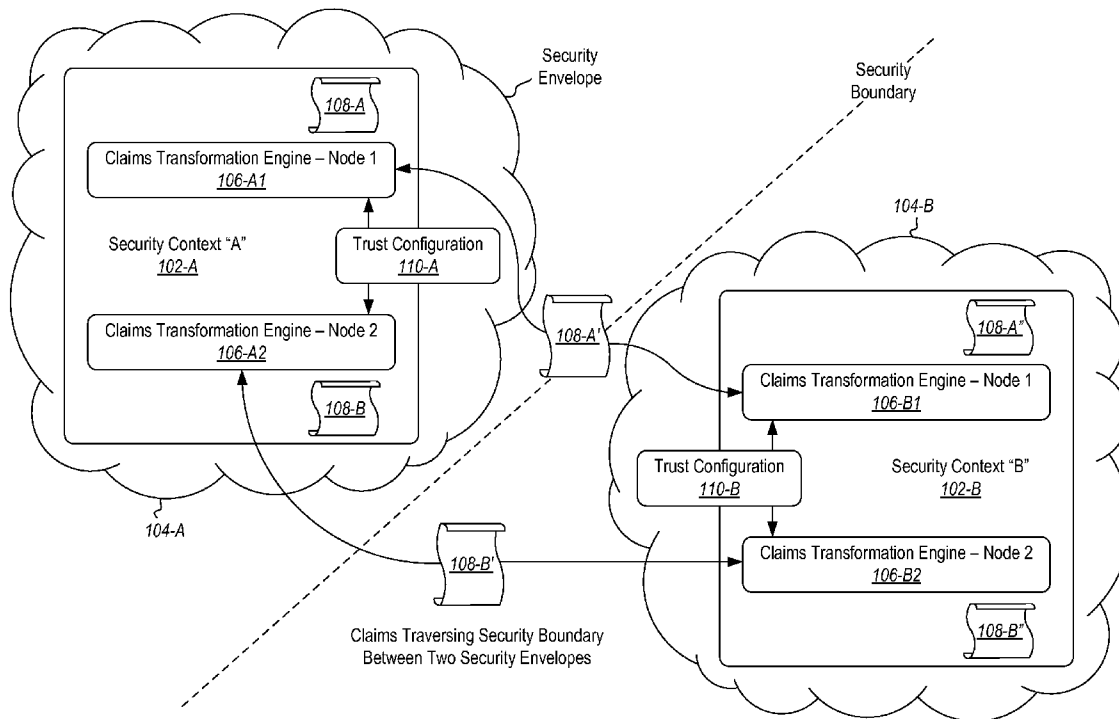 Security
Envelope
Security
Boundary
108-A
Claims Transformation Engine – Node 1
106-A1
Security Context “A”
102-A
Trust Configuration
110-A
Claims Transformation Engine – Node 2
106-A2
108-B
104-A
108-A'
104-B
108-A”
Claims Transformation Engine – Node 1
106-B1
Trust Configuration
110-B
Security Context “B”
102-B
Claims Transformation Engine – Node 2
106-B2
108-B”
108-B'
Claims Traversing Security Boundary
Between Two Security Envelopes